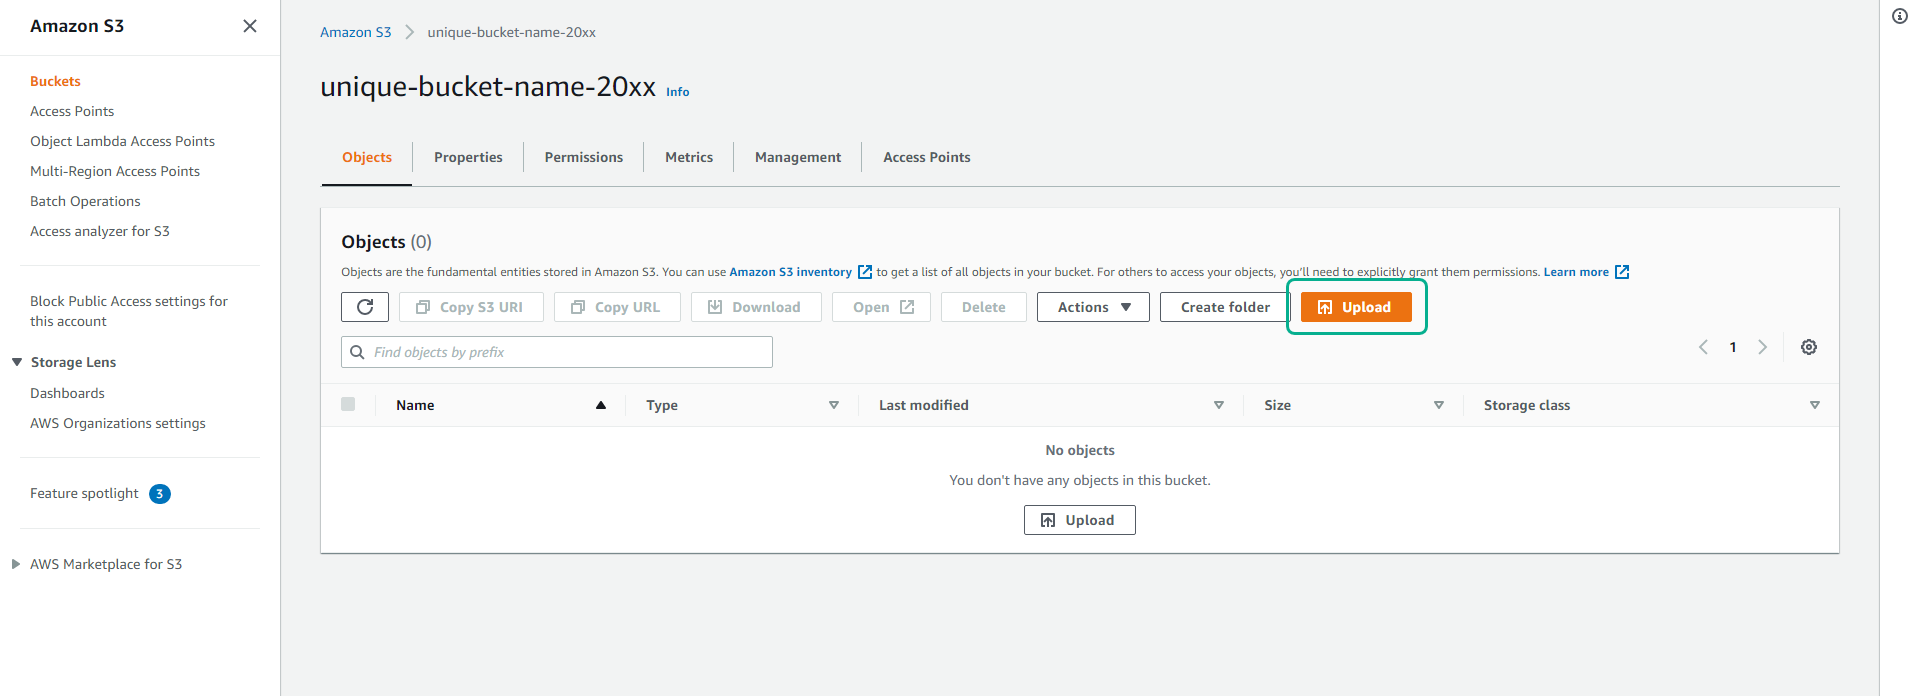 Amazon S3
Buckets
Access Points
Object Lambda Access Points
Multi-Region Access Points
Batch Operations
Access analyzer for S3
Block Public Access settings for
this account
Storage Lens
Dashboards
AWS Organizations settings
Feature spotlight 3
AWS Marketplace for S3
Amazon S3 unique-bucket-name-20xx
unique-bucket-name-20xx Info
Objects Properties Permissions Metrics Management Access Points
Objects (0)
Objects are the fundamental entities stored in Amazon S3. You can use Amazon S3 inventory to get a list of all objects in your bucket. For others to access your objects, you'll need to explicitly grant them permissions. Learn more
Copy S3 URI Copy URL Download Open Delete Actions Create folder Upload
Find objects by prefix
1
Name Type Last modified Size Storage class
No objects
You don't have any objects in this bucket.
Upload